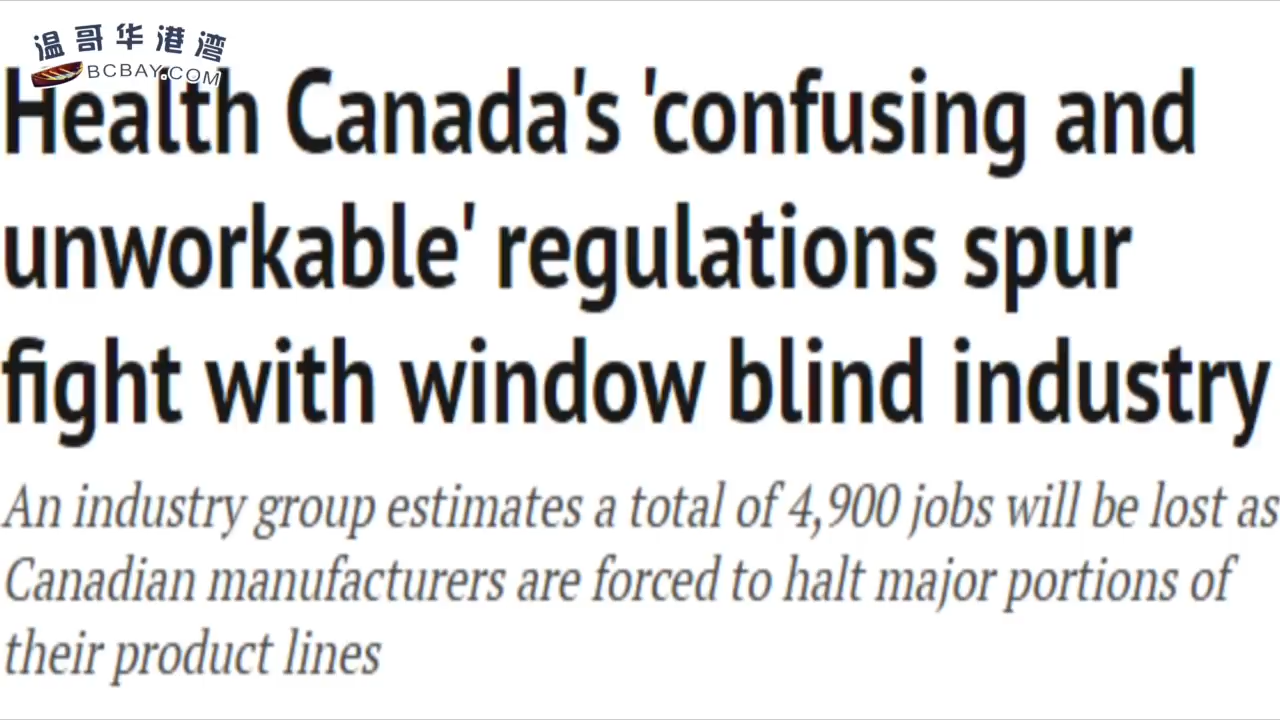 温哥华港湾
BCBAY.COM
Health Canada's 'confusing and
unworkable' regulations spur
fight with window blind industry
An industry group estimates a total of 4,900 jobs will be lost as
Canadian manufacturers are forced to halt major portions of
their product lines